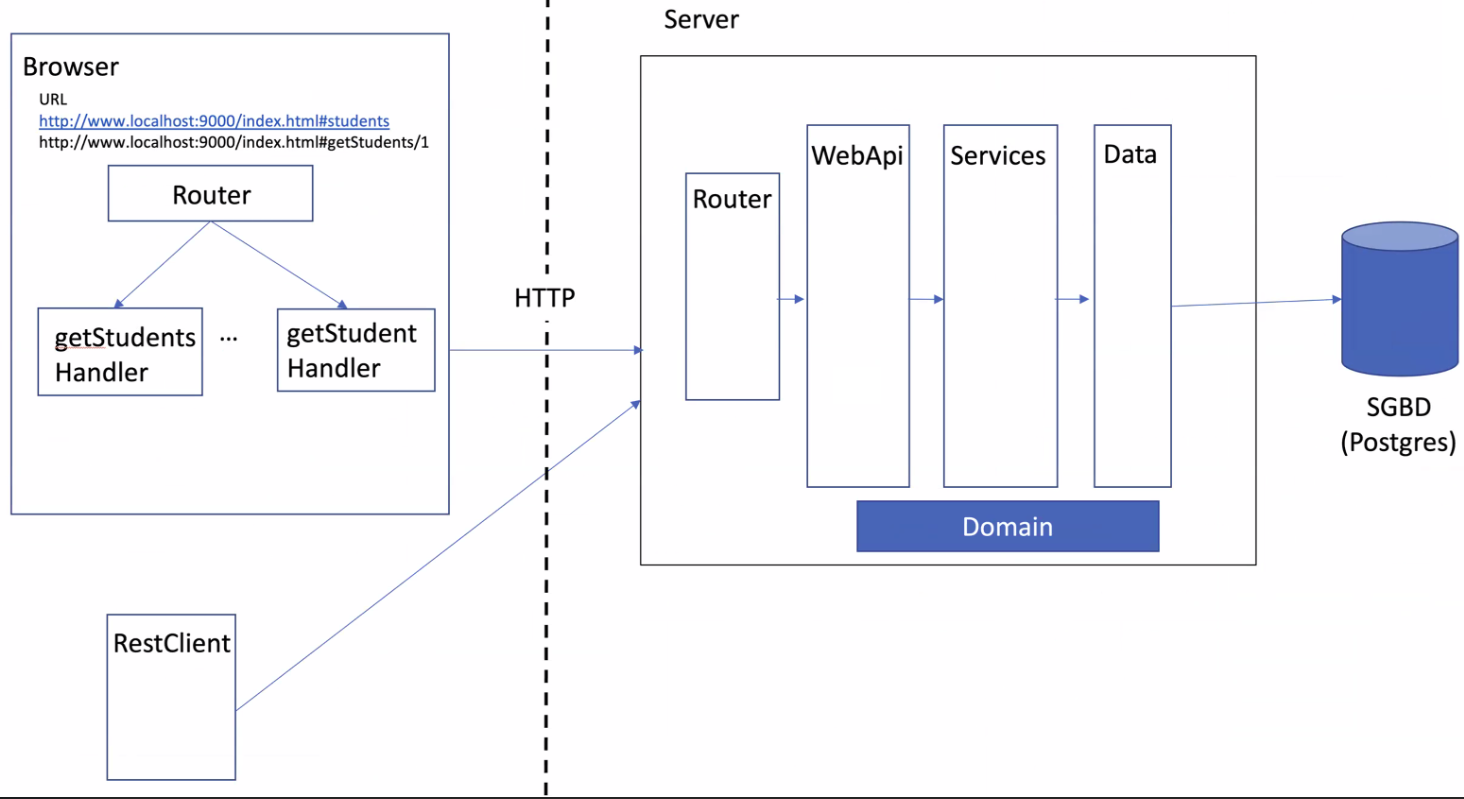 Server
Browser
URL
http://www.localhost:9000/index.html#students
http://www.localhost:9000/index.html#getStudents/1
Router
getStudents
Handler
...
getStudent
Handler
HTTP
Router
WebApi
Services
Data
Domain
SGBD
(Postgres)
RestClient